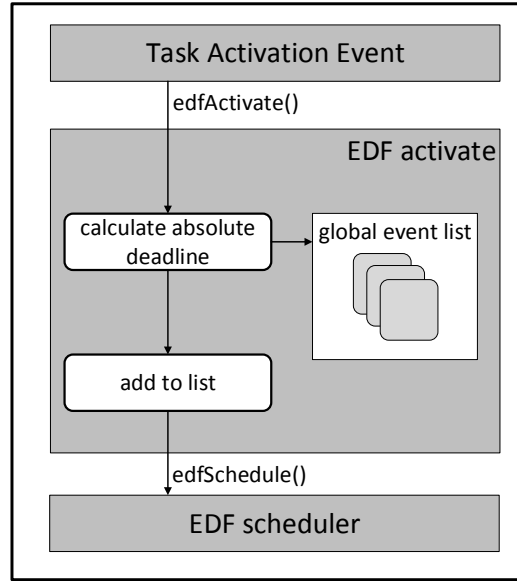 Task Activation Event
edfActivate()
EDF activate
calculate absolute
deadline
global event list
add to list
edfSchedule()
EDF scheduler